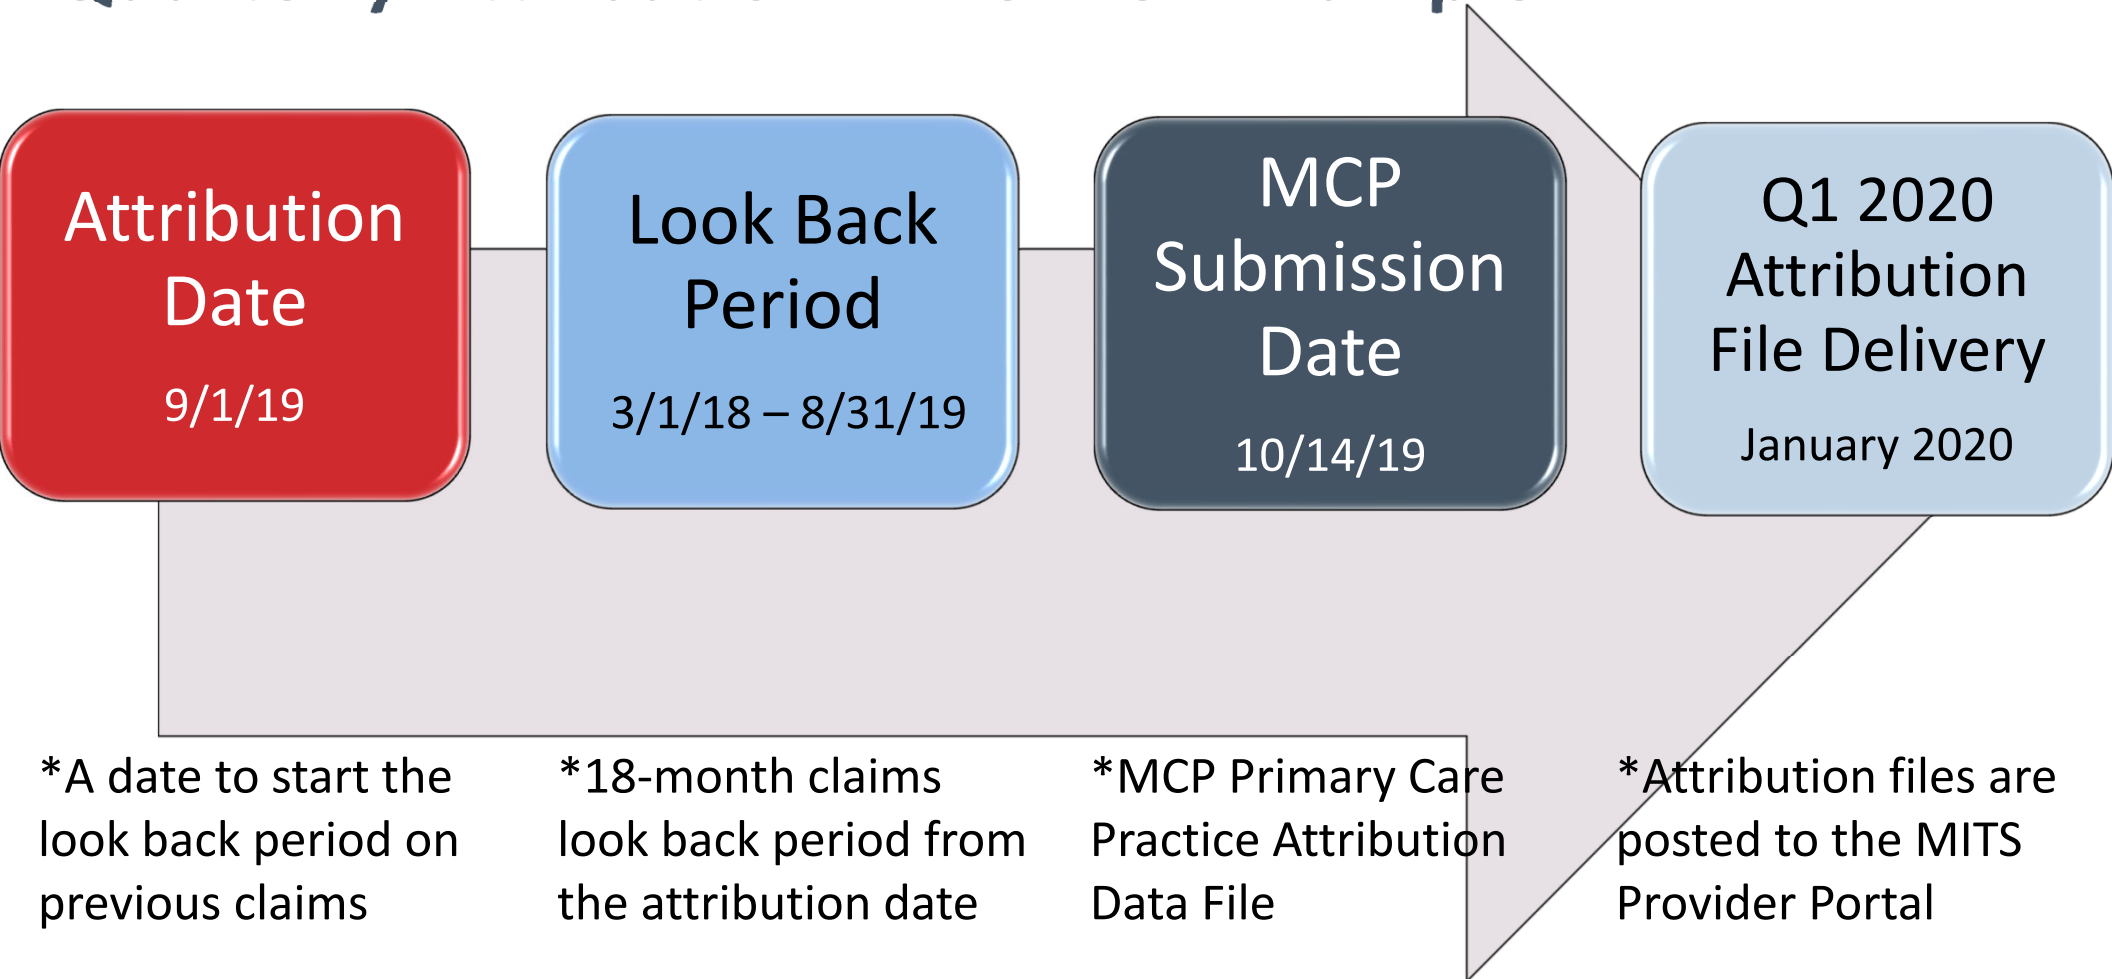 Attribution
Date
9/1/19
Look Back
Period
3/1/18 – 8/31/19
MCP
Submission
Date
10/14/19
Q1 2020
Attribution
File Delivery
January 2020
*A date to start the
look back period on
previous claims
*18-month claims
look back period from
the attribution date
*MCP Primary Care
Practice Attribution
Data File
*Attribution files are
posted to the MITS
Provider Portal